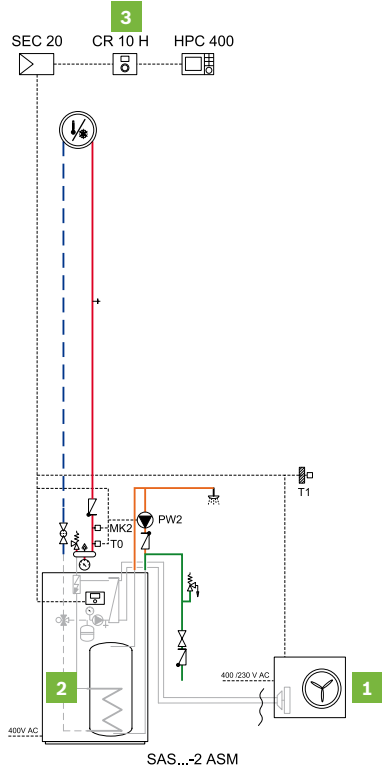 3
SEC 20 CR 10 H HPC 400
T1
MK2
PW2
T0
400 /230 V AC
1
2
400V AC
SAS...-2 ASM